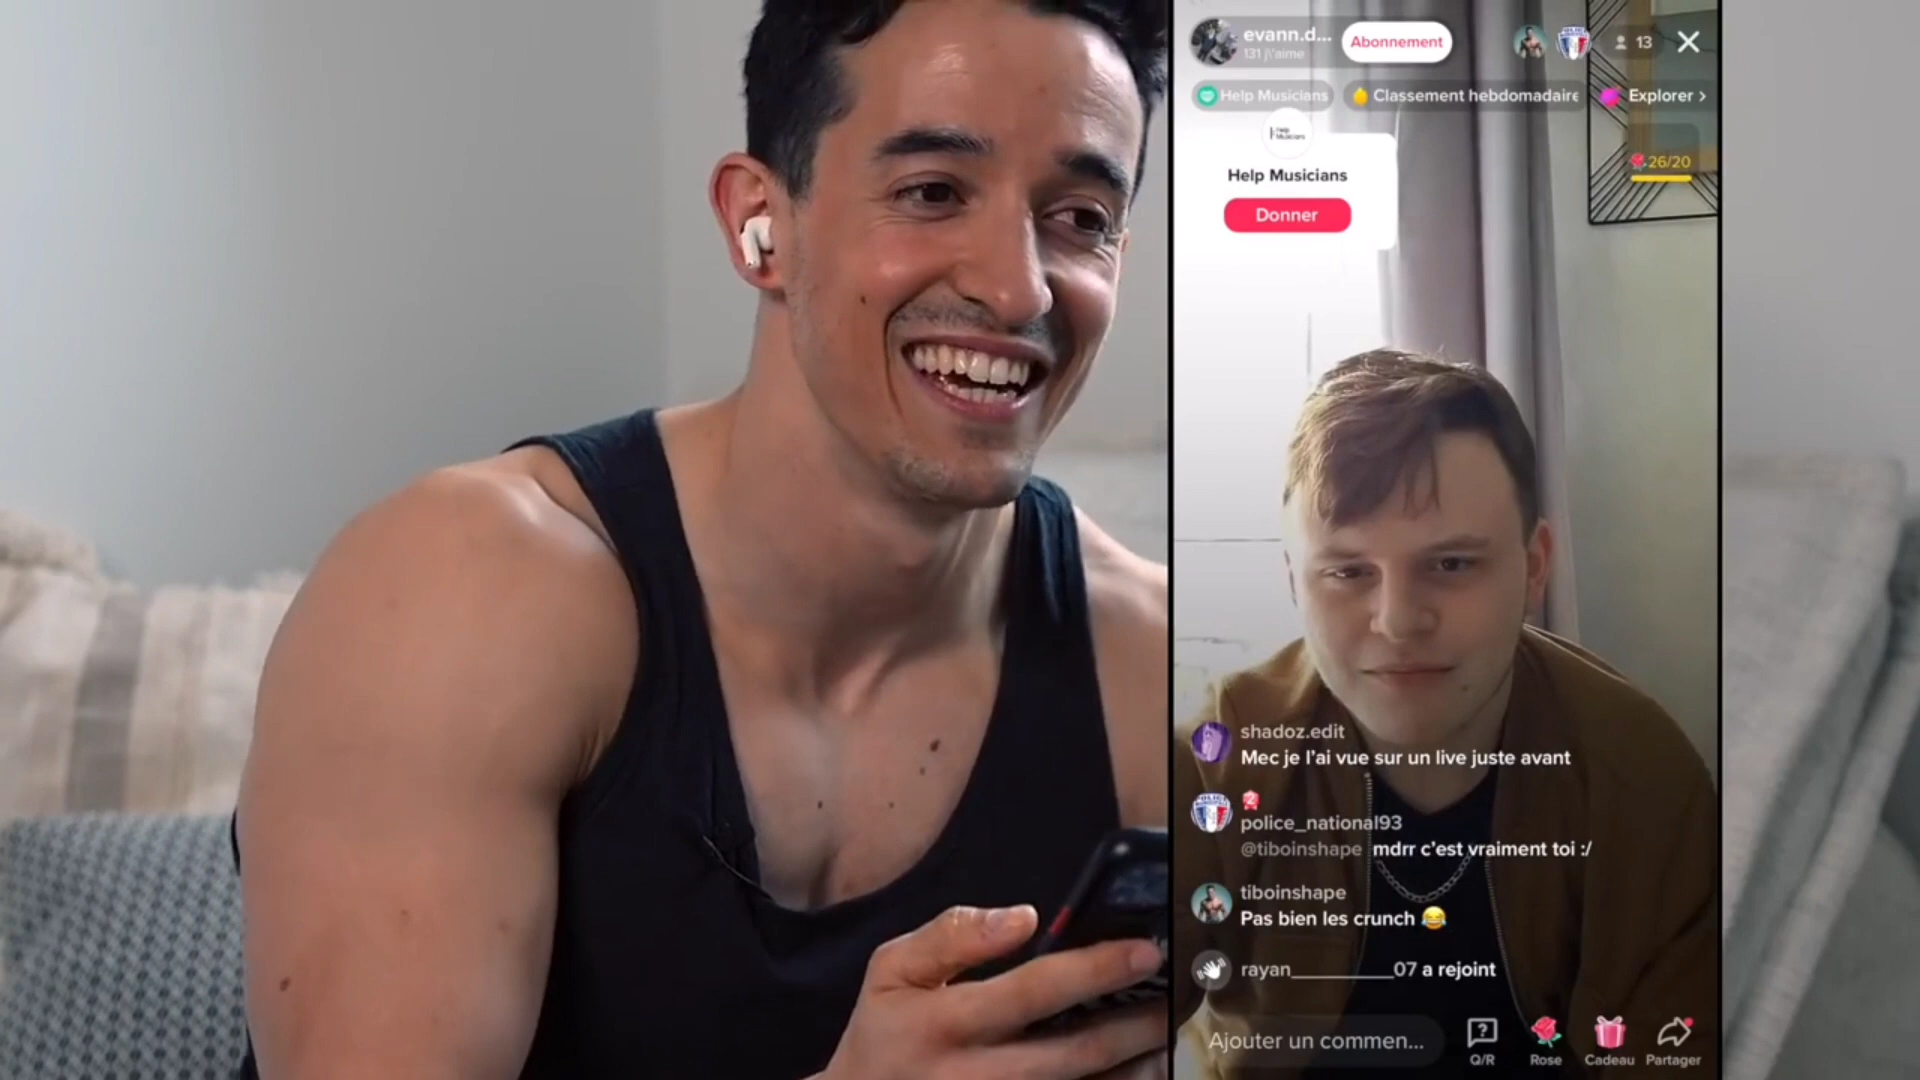 evann.d...
131 j\'aime
Abonnement
13
Help Musicians
Classement hebdomadaire
Explorer >
Help Musicians
26/20
Help Musicians
Donner
shadoz.edit
Mec je l'ai vue sur un live juste avant
police_national93
@tiboinshape mdrr c'est vraiment toi :/
tiboinshape
Pas bien les crunch 😂
rayan__________07 a rejoint
Ajouter un commen...
Q/R
Rose
Cadeau
Partager